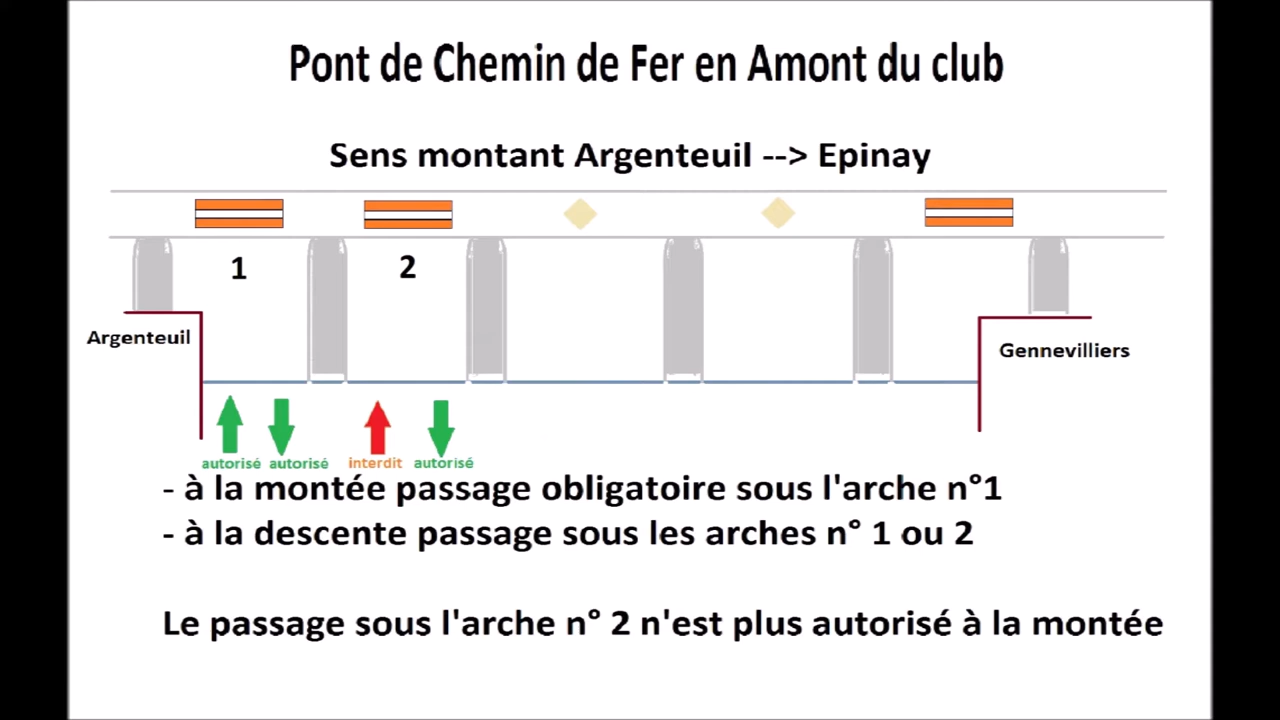 Pont de Chemin de Fer en Amont du club
Sens montant Argenteuil --> Epinay
1
2
Argenteuil
Gennevilliers
autorisé autorisé interdit autorisé
- à la montée passage obligatoire sous l'arche n°1
- à la descente passage sous les arches n° 1 ou 2
Le passage sous l'arche n° 2 n'est plus autorisé à la montée